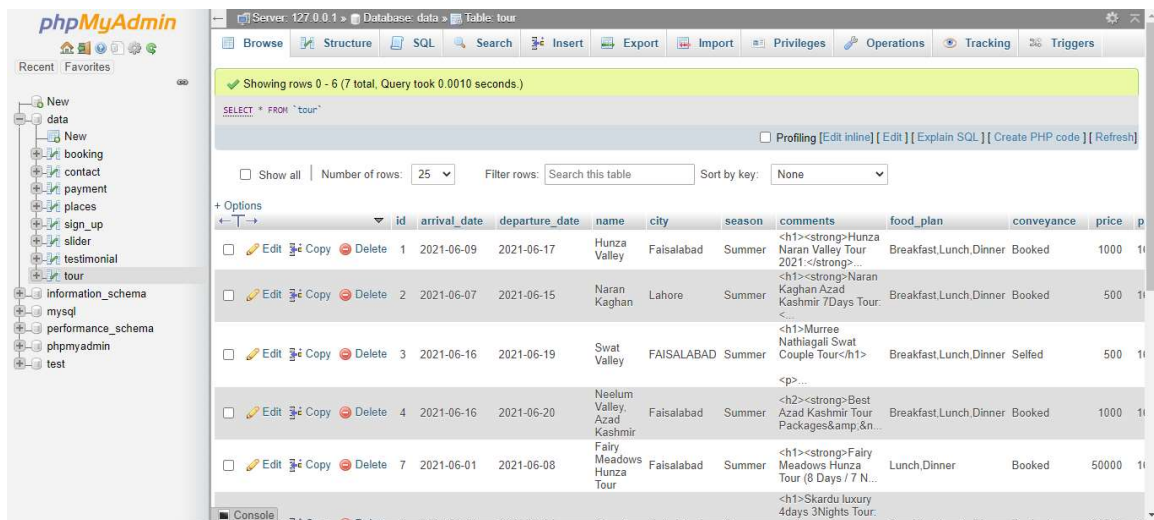 phpMyAdmin
Recent Favorites
New
data
New
booking
contact
payment
places
sign_up
slider
testimonial
tour
information_schema
mysql
performance_schema
phpmyadmin
test
Server: 127.0.0.1 » Database: data » Table: tour
Browse Structure SQL Search Insert Export Import Privileges Operations Tracking Triggers
Showing rows 0 - 6 (7 total, Query took 0.0010 seconds.)
SELECT * FROM `tour`
Profiling [Edit inline] [ Edit ] [ Explain SQL ] [ Create PHP code ] [ Refresh]
Show all Number of rows: 25 Filter rows: Search this table Sort by key: None
+ Options
←T→ id arrival_date departure_date name city season comments food_plan conveyance price p
Edit Copy Delete 1 2021-06-09 2021-06-17 Hunza Valley Faisalabad Summer <h1><strong>Hunza Naran Valley Tour 2021:</strong>... Breakfast,Lunch,Dinner Booked 1000
Edit Copy Delete 2 2021-06-07 2021-06-15 Naran Kaghan Lahore Summer <h1><strong>Naran Kaghan Azad Kashmir 7Days Tour: <... Breakfast,Lunch,Dinner Booked 500
Edit Copy Delete 3 2021-06-16 2021-06-19 Swat Valley FAISALABAD Summer <h1>Murree Nathiagali Swat Couple Tour</h1> <p>... Breakfast,Lunch,Dinner Selfed 500
Edit Copy Delete 4 2021-06-16 2021-06-20 Neelum Valley, Azad Kashmir Faisalabad Summer <h2><strong>Best Azad Kashmir Tour Packages&amp;&n... Breakfast,Lunch,Dinner Booked 1000
Edit Copy Delete 7 2021-06-01 2021-06-08 Fairy Meadows Hunza Tour Faisalabad Summer <h1><strong>Fairy Meadows Hunza Tour (8 Days / 7 N... Lunch,Dinner Booked 50000
<h1>Skardu luxury 4days 3Nights Tour:
Console